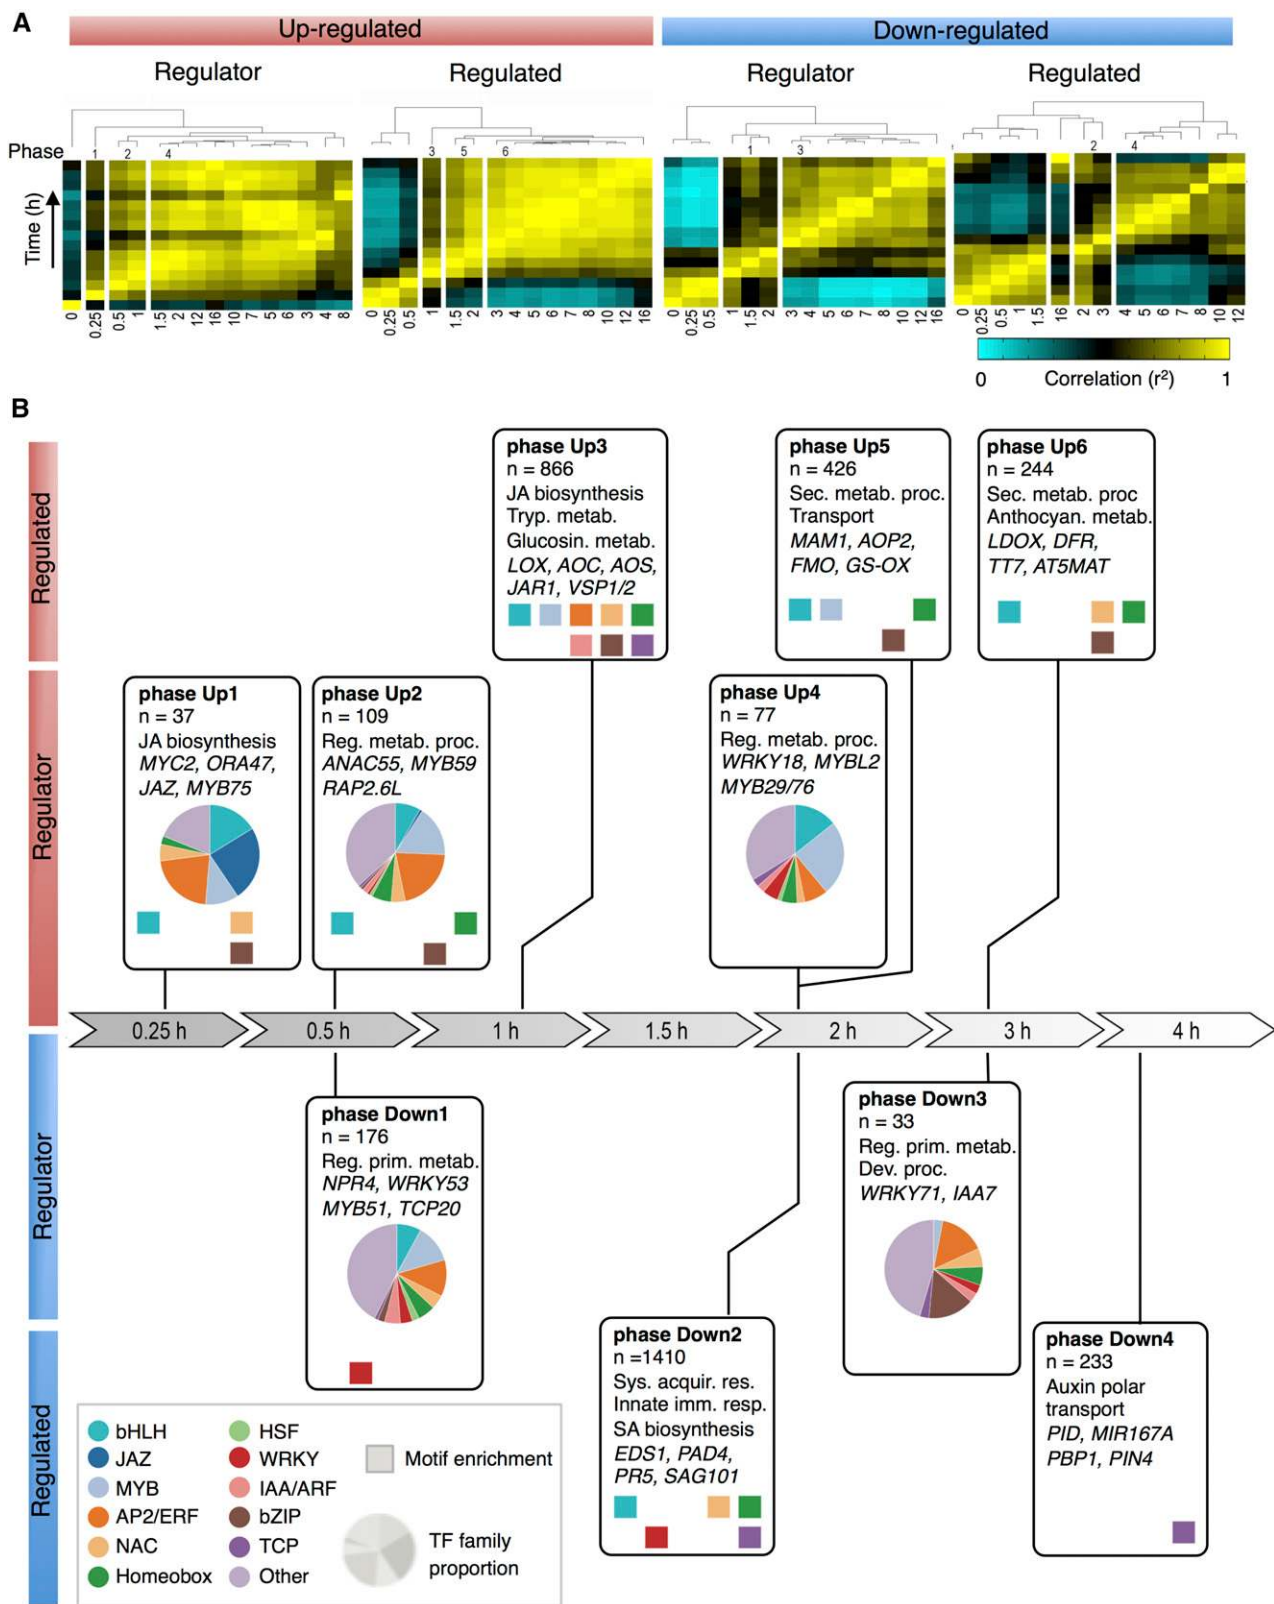 A
Up-regulated
Down-regulated
Regulator
Regulated
Regulator
Regulated
Phase
1 2 4
3 5 6
1 3
2 4
Time (h)
0 0.25 0.5 1 1.5 2 12 16 10 7 5 6 3 4 8
0 0.25 0.5 1 1.5 2 3 4 5 6 7 8 10 12 16
0 0.25 0.5 1 1.5 2 3 4 5 6 7 8 10 12 16
0 0.25 0.5 1 1.5 16 2 3 4 5 6 7 8 10 12
0 Correlation (r²) 1
B
Regulated
Regulator
Regulator
Regulated
phase Up3
n = 866
JA biosynthesis
Tryp. metab.
Glucosin. metab.
LOX, AOC, AOS,
JAR1, VSP1/2
phase Up5
n = 426
Sec. metab. proc.
Transport
MAM1, AOP2,
FMO, GS-OX
phase Up6
n = 244
Sec. metab. proc
Anthocyan. metab.
LDOX, DFR,
TT7, AT5MAT
phase Up1
n = 37
JA biosynthesis
MYC2, ORA47,
JAZ, MYB75
phase Up2
n = 109
Reg. metab. proc.
ANAC55, MYB59
RAP2.6L
phase Up4
n = 77
Reg. metab. proc.
WRKY18, MYBL2
MYB29/76
0.25 h
0.5 h
1 h
1.5 h
2 h
3 h
4 h
phase Down1
n = 176
Reg. prim. metab.
NPR4, WRKY53
MYB51, TCP20
phase Down3
n = 33
Reg. prim. metab.
Dev. proc.
WRKY71, IAA7
phase Down2
n =1410
Sys. acquir. res.
Innate imm. resp.
SA biosynthesis
EDS1, PAD4,
PR5, SAG101
phase Down4
n = 233
Auxin polar
transport
PID, MIR167A
PBP1, PIN4
bHLH
JAZ
MYB
AP2/ERF
NAC
Homeobox
HSF
WRKY
IAA/ARF
bZIP
TCP
Other
Motif enrichment
TF family
proportion